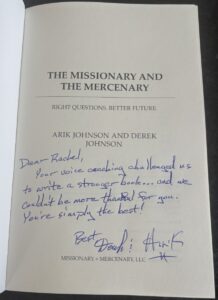 THE MISSIONARY AND
THE MERCENARY
RIGHT QUESTIONS. BETTER FUTURE.
ARIK JOHNSON AND DEREK
JOHNSON
Dear Rachel,
Your voice coaching challenged us
to write a stronger book... and we
couldn't be more thankful for you.
You're simply the best!
Best,
MISSIONARY + MERCENARY, LLC